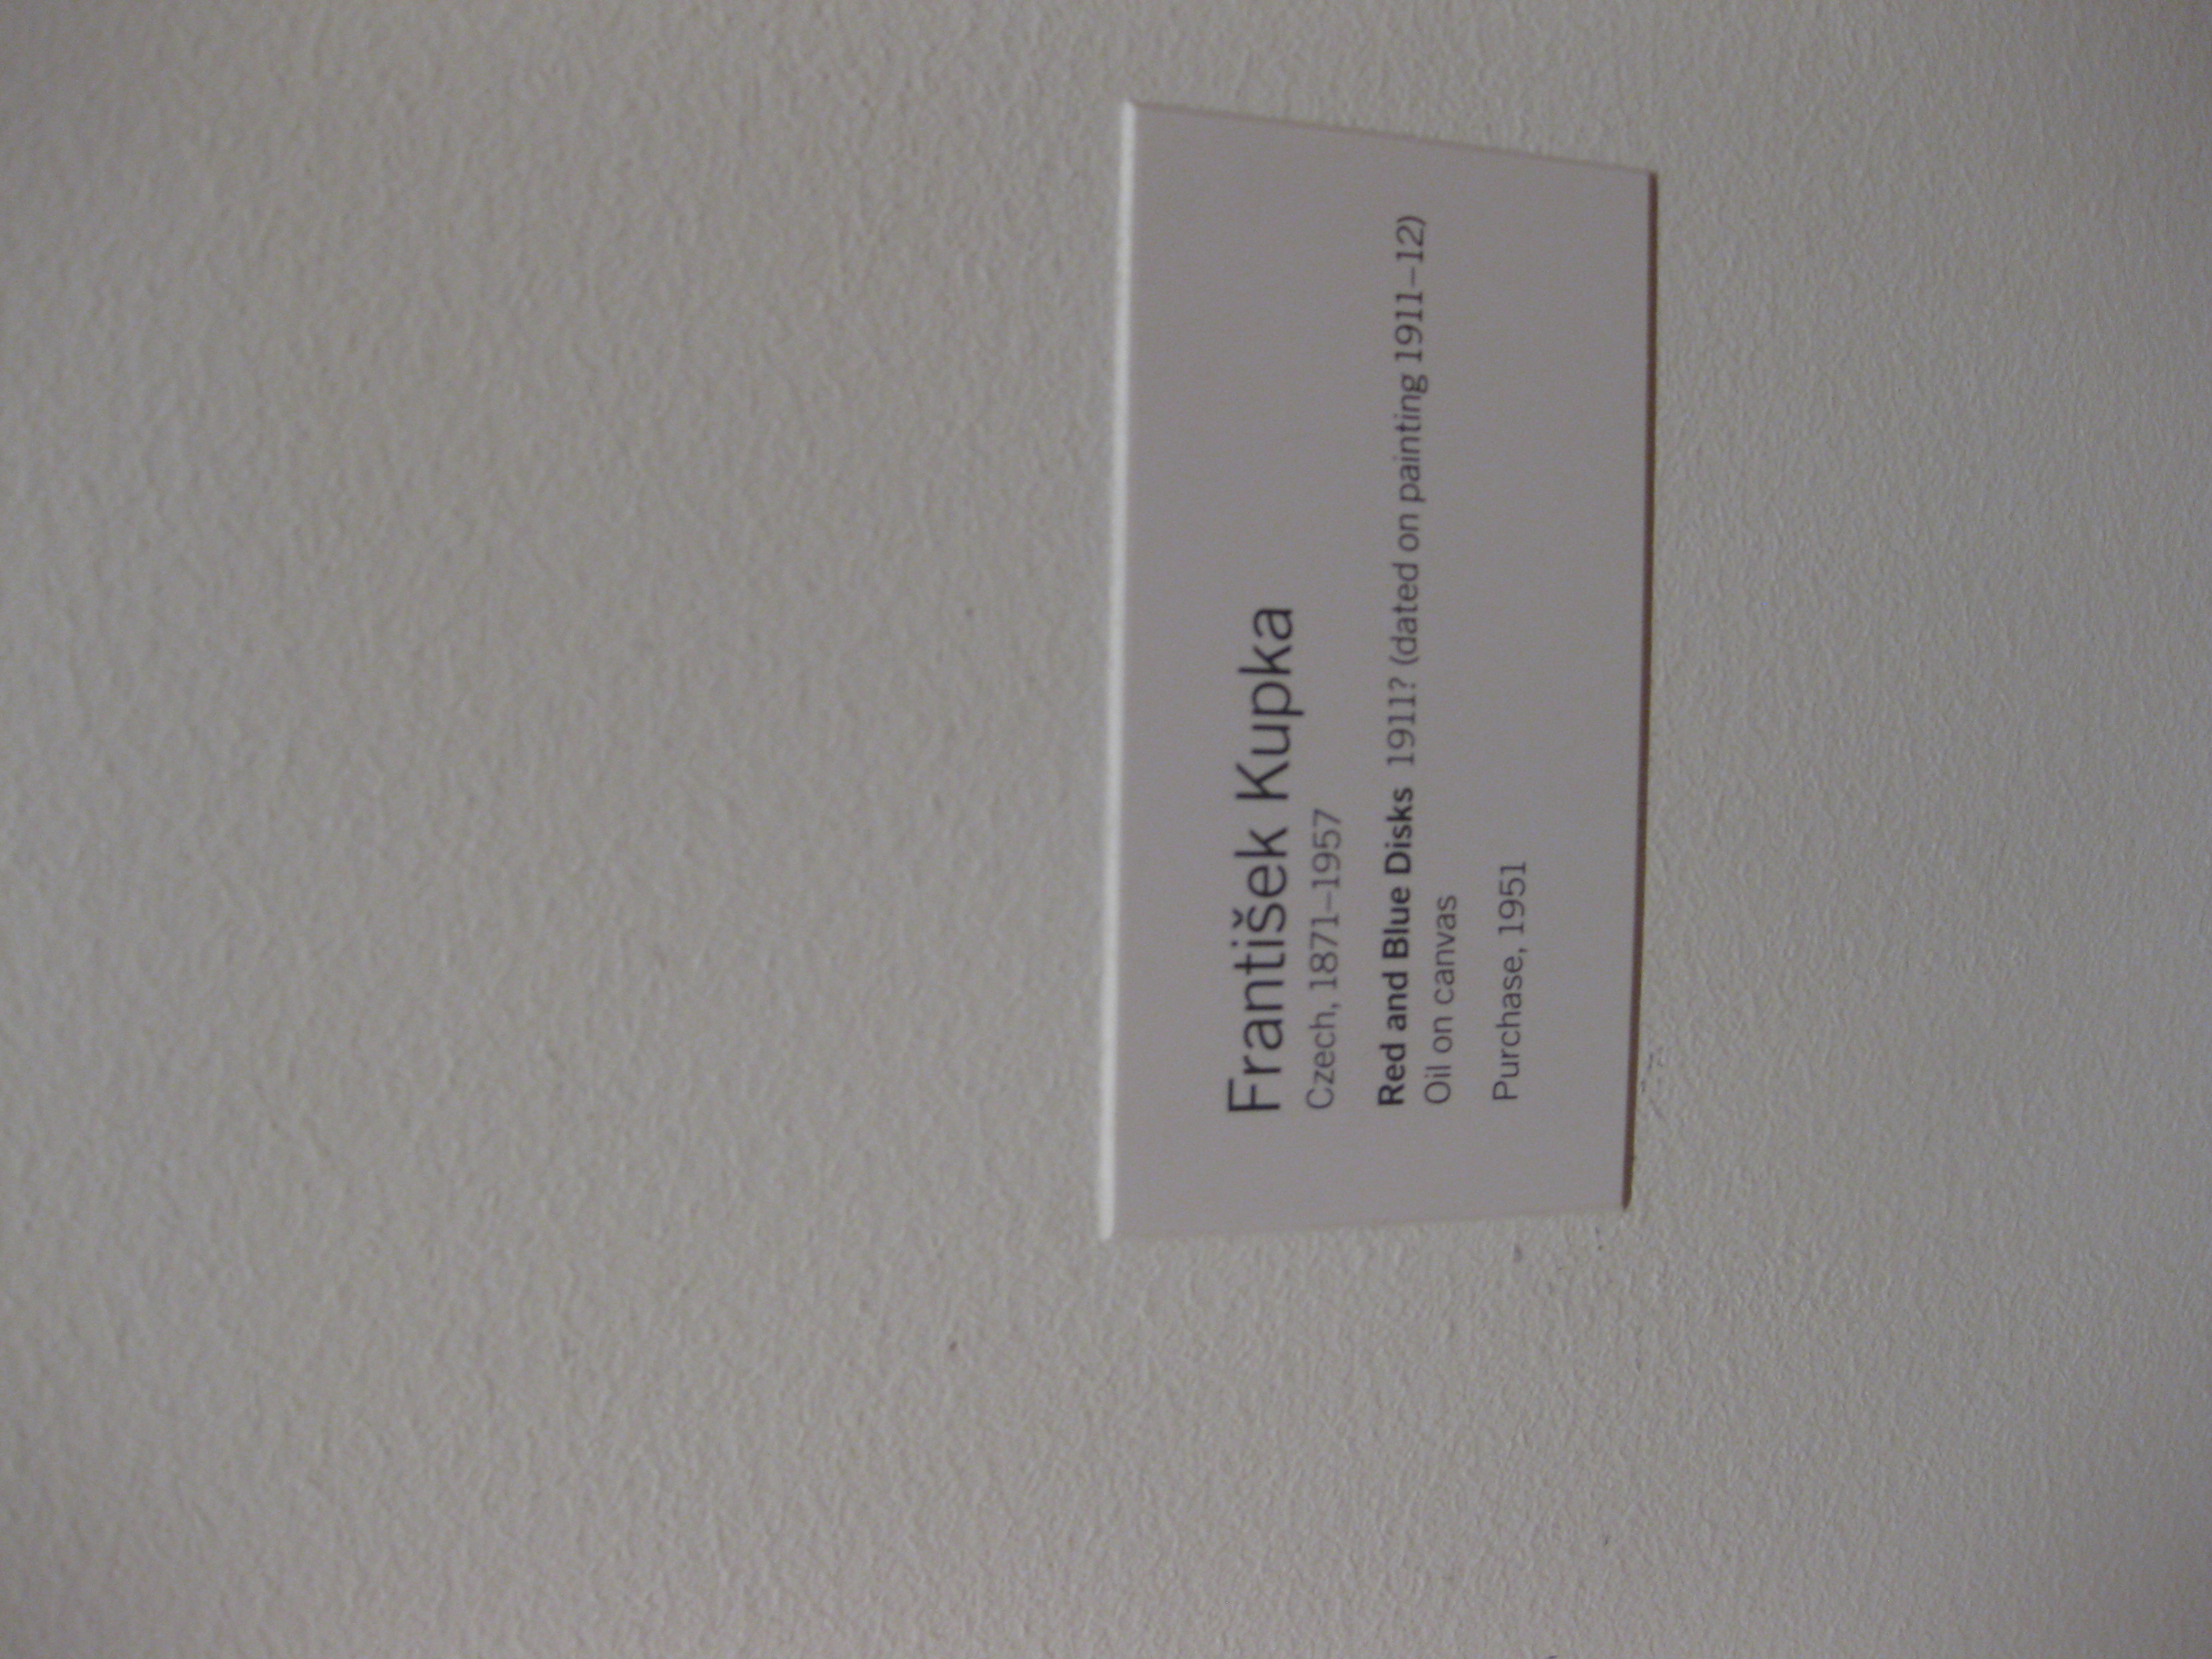 František Kupka
Czech, 1871–1957
Red and Blue Disks 1911? (dated on painting 1911–12)
Oil on canvas
Purchase, 1951